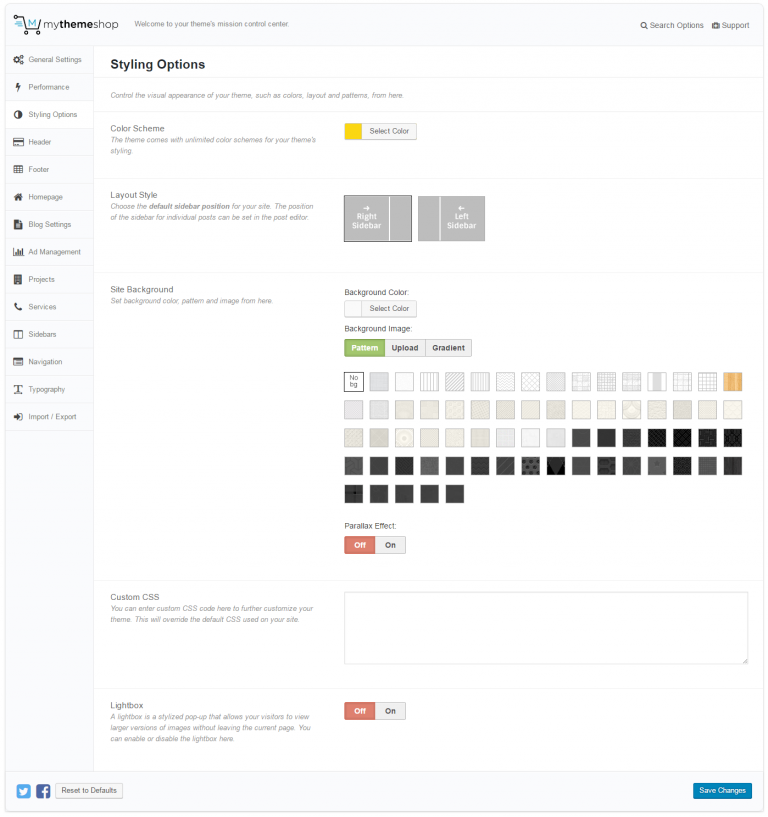 M mythemeshop
Welcome to your theme's mission control center.
Search Options
Support
General Settings
Performance
Styling Options
Header
Footer
Homepage
Blog Settings
Ad Management
Projects
Services
Sidebars
Navigation
Typography
Import / Export
Styling Options
Control the visual appearance of your theme, such as colors, layout and patterns, from here.
Color Scheme
The theme comes with unlimited color schemes for your theme's
styling.
Select Color
Layout Style
Choose the default sidebar position for your site. The position
of the sidebar for individual posts can be set in the post editor.
Right
Sidebar
Left
Sidebar
Site Background
Set background color, pattern and image from here.
Background Color:
Select Color
Background Image:
Pattern Upload Gradient
No
bg
Parallax Effect:
Off On
Custom CSS
You can enter custom CSS code here to further customize your
theme. This will override the default CSS used on your site.
Lightbox
A lightbox is a stylized pop-up that allows your visitors to view
larger versions of images without leaving the current page. You
can enable or disable the lightbox here.
Off On
Reset to Defaults
Save Changes